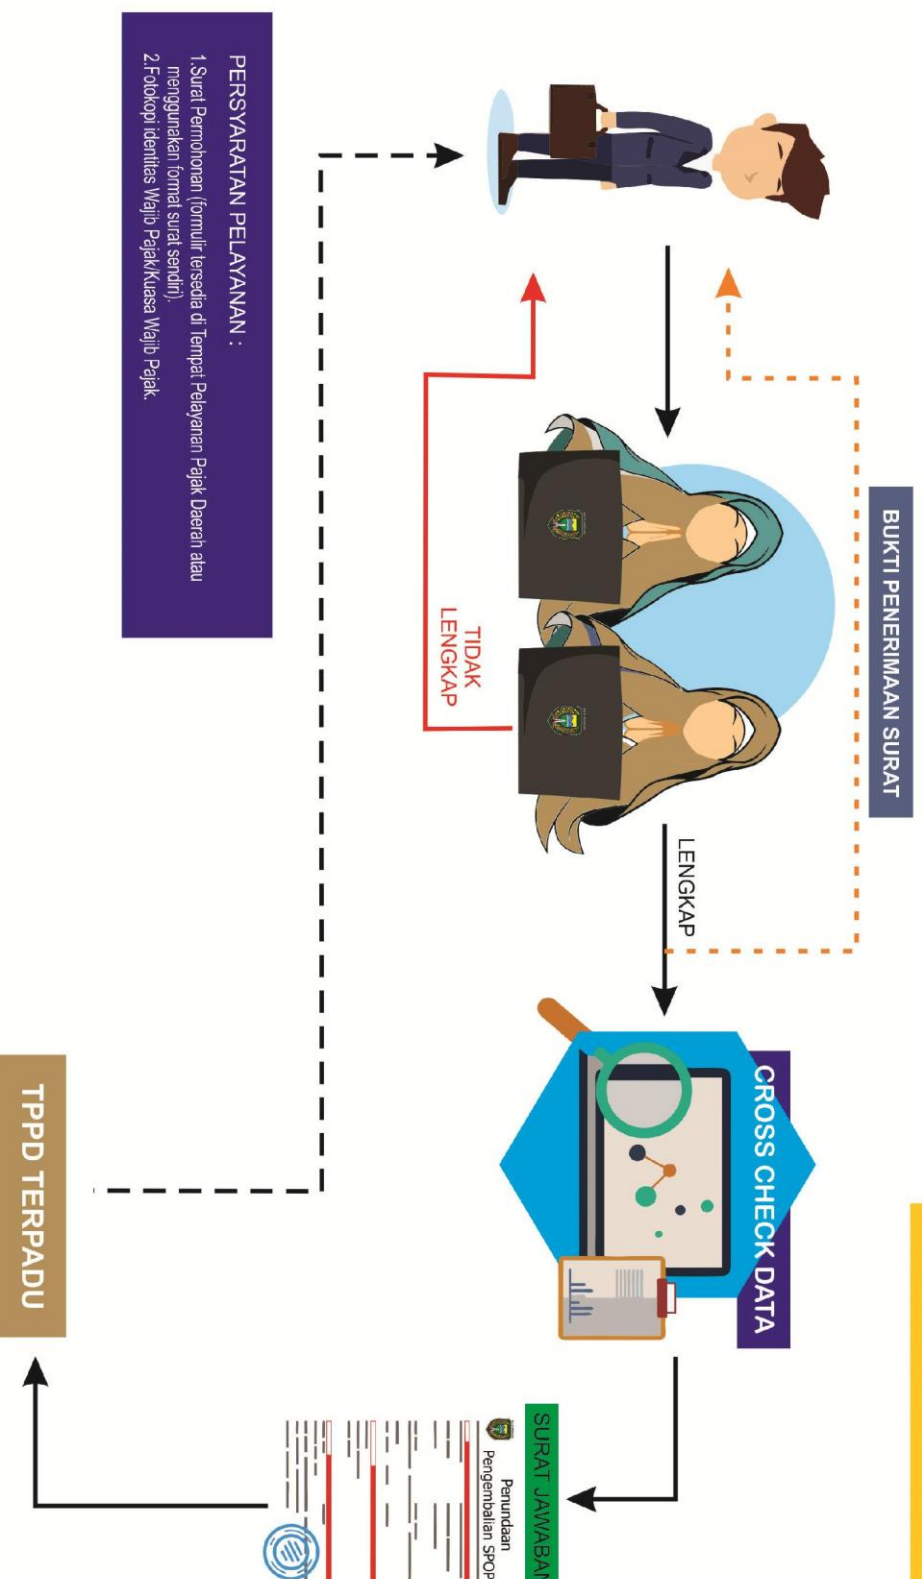 BUKTI PENERIMAAN SURAT
TIDAK
LENGKAP
LENGKAP
CROSS CHECK DATA
SURAT JAWABAN
Penundaan
Pengembalian SPOP
TPPD TERPADU
PERSYARATAN PELAYANAN :
1.Surat Permohonan (formulir tersedia di Tempat Pelayanan Pajak Daerah atau
menggunakan format surat sendiri).
2.Fotokopi identitas Wajib Pajak/Kuasa Wajib Pajak.